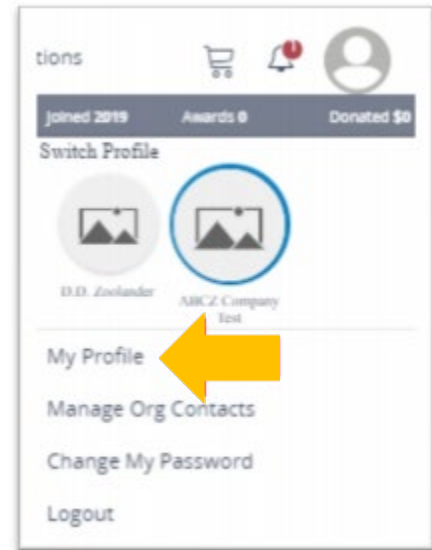 tions
Joined 2019 Awards 0 Donated $0
Switch Profile
D.D. Zoolander
ABCZ Company
Test
My Profile
Manage Org Contacts
Change My Password
Logout